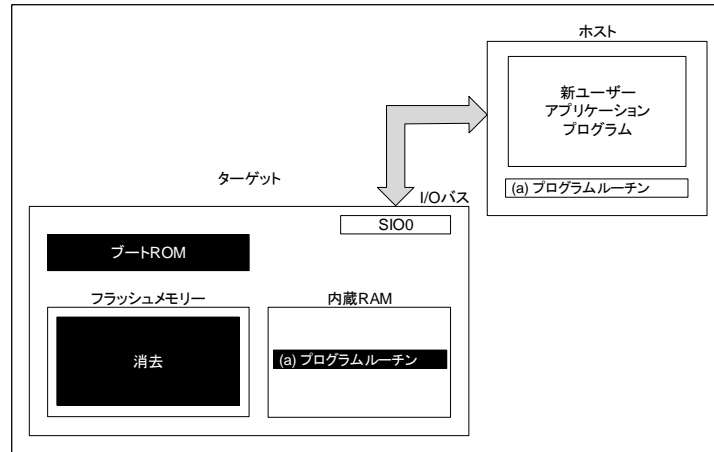 ホスト
新ユーザー
アプリケーション
プログラム
(a) プログラムルーチン
ターゲット
I/Oバス
SIO0
ブートROM
フラッシュメモリー
内蔵RAM
消去
(a) プログラムルーチン